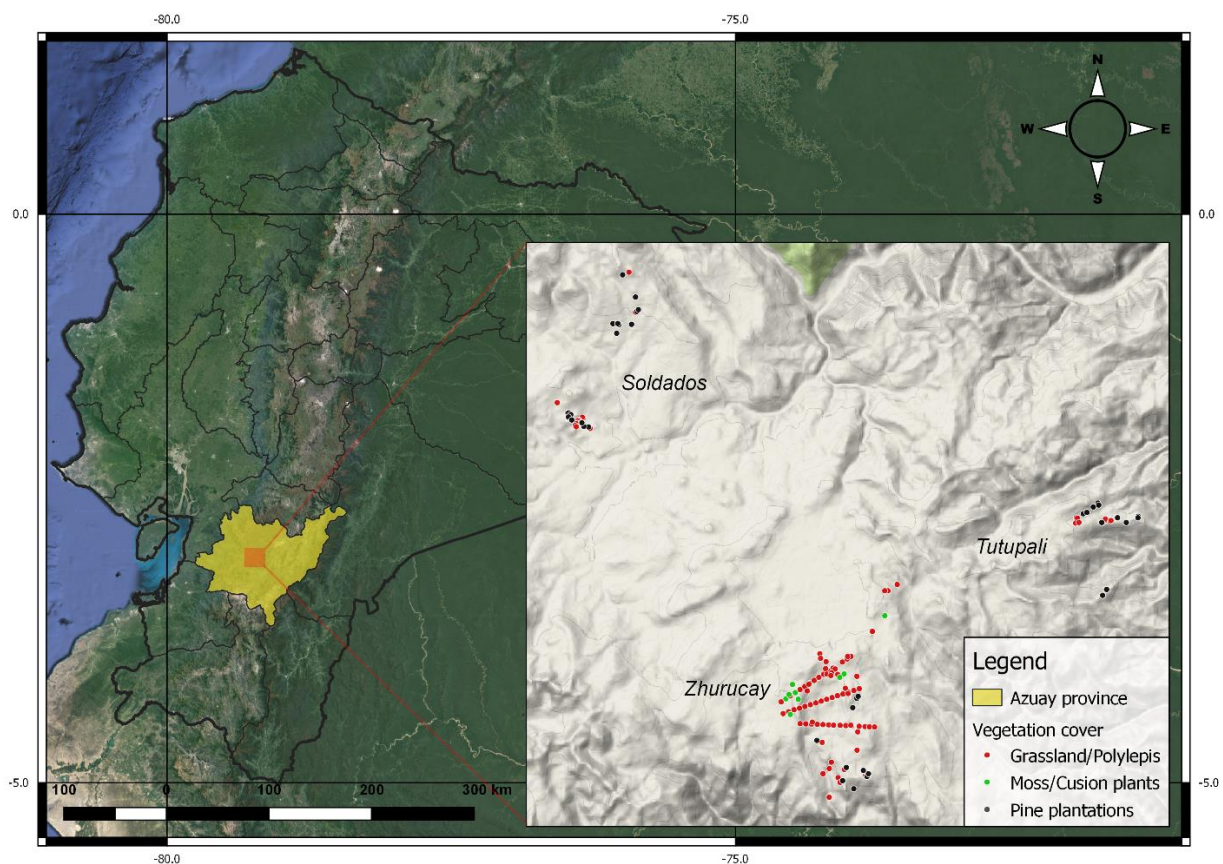 -80.0
-75.0
N
W
E
S
0.0
0.0
Soldados
Tutupali
Zhurucay
Legend
Azuay province
Vegetation cover
Grassland/Polylepis
Moss/Cusion plants
Pine plantations
-5.0
-5.0
100
0
100
200
300 km
-80.0
-75.0